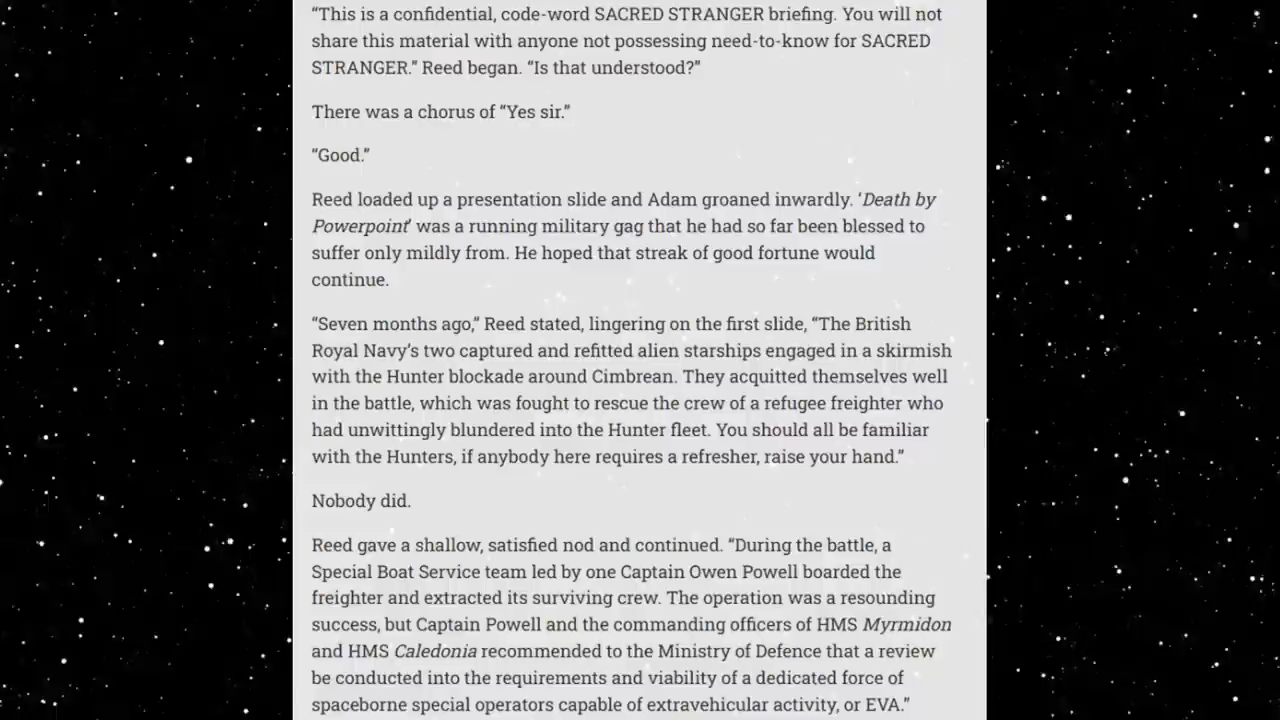 “This is a confidential, code-word SACRED STRANGER briefing. You will not
share this material with anyone not possessing need-to-know for SACRED
STRANGER.” Reed began. “Is that understood?”
There was a chorus of “Yes sir.”
“Good.”
Reed loaded up a presentation slide and Adam groaned inwardly. ‘Death by
Powerpoint’ was a running military gag that he had so far been blessed to
suffer only mildly from. He hoped that streak of good fortune would
continue.
“Seven months ago,” Reed stated, lingering on the first slide, “The British
Royal Navy’s two captured and refitted alien starships engaged in a skirmish
with the Hunter blockade around Cimbrean. They acquitted themselves well
in the battle, which was fought to rescue the crew of a refugee freighter who
had unwittingly blundered into the Hunter fleet. You should all be familiar
with the Hunters, if anybody here requires a refresher, raise your hand.”
Nobody did.
Reed gave a shallow, satisfied nod and continued. “During the battle, a
Special Boat Service team led by one Captain Owen Powell boarded the
freighter and extracted its surviving crew. The operation was a resounding
success, but Captain Powell and the commanding officers of HMS Myrmidon
and HMS Caledonia recommended to the Ministry of Defence that a review
be conducted into the requirements and viability of a dedicated force of
spaceborne special operators capable of extravehicular activity, or EVA.”